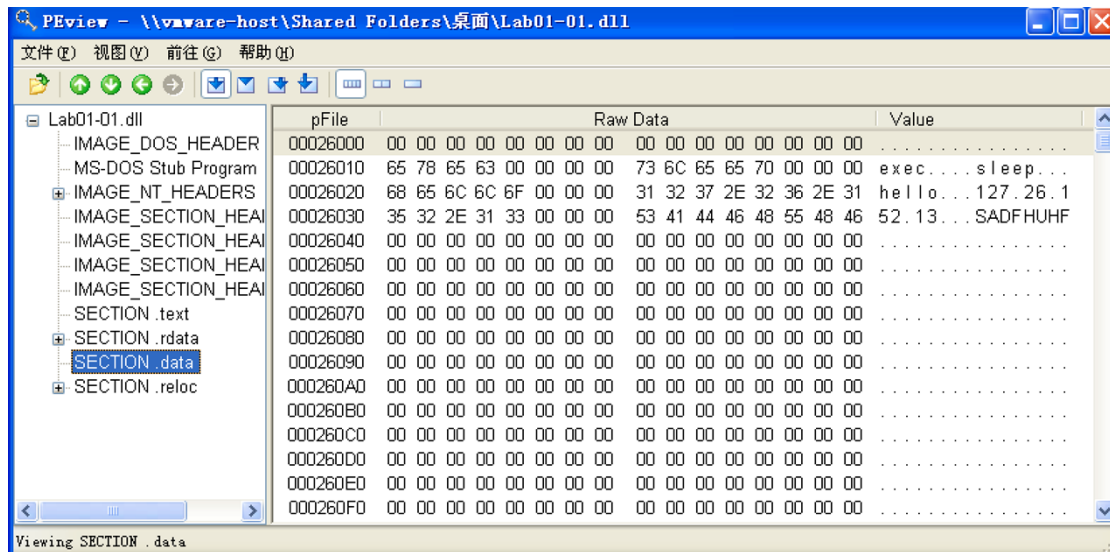 PEview - \\vmware-host\Shared Folders\桌面\Lab01-01.dll
文件(F) 视图(V) 前往(G) 帮助(H)
Lab01-01.dll
IMAGE_DOS_HEADER
MS-DOS Stub Program
IMAGE_NT_HEADERS
IMAGE_SECTION_HEAI
IMAGE_SECTION_HEAI
IMAGE_SECTION_HEAI
IMAGE_SECTION_HEAI
SECTION .text
SECTION .rdata
SECTION .data
SECTION .reloc
pFile Raw Data Value
00026000 00 00 00 00 00 00 00 00 00 00 00 00 00 00 00 00 . . . . . . . . . . . . . . . .
00026010 65 78 65 63 00 00 00 00 73 6C 65 65 70 00 00 00 exec....sleep...
00026020 68 65 6C 6C 6F 00 00 00 31 32 37 2E 32 36 2E 31 hello...127.26.1
00026030 35 32 2E 31 33 00 00 00 53 41 44 46 48 55 48 46 52.13...SADFHUHF
00026040 00 00 00 00 00 00 00 00 00 00 00 00 00 00 00 00 . . . . . . . . . . . . . . . .
00026050 00 00 00 00 00 00 00 00 00 00 00 00 00 00 00 00 . . . . . . . . . . . . . . . .
00026060 00 00 00 00 00 00 00 00 00 00 00 00 00 00 00 00 . . . . . . . . . . . . . . . .
00026070 00 00 00 00 00 00 00 00 00 00 00 00 00 00 00 00 . . . . . . . . . . . . . . . .
00026080 00 00 00 00 00 00 00 00 00 00 00 00 00 00 00 00 . . . . . . . . . . . . . . . .
00026090 00 00 00 00 00 00 00 00 00 00 00 00 00 00 00 00 . . . . . . . . . . . . . . . .
000260A0 00 00 00 00 00 00 00 00 00 00 00 00 00 00 00 00 . . . . . . . . . . . . . . . .
000260B0 00 00 00 00 00 00 00 00 00 00 00 00 00 00 00 00 . . . . . . . . . . . . . . . .
000260C0 00 00 00 00 00 00 00 00 00 00 00 00 00 00 00 00 . . . . . . . . . . . . . . . .
000260D0 00 00 00 00 00 00 00 00 00 00 00 00 00 00 00 00 . . . . . . . . . . . . . . . .
000260E0 00 00 00 00 00 00 00 00 00 00 00 00 00 00 00 00 . . . . . . . . . . . . . . . .
000260F0 00 00 00 00 00 00 00 00 00 00 00 00 00 00 00 00 . . . . . . . . . . . . . . . .
Viewing SECTION .data